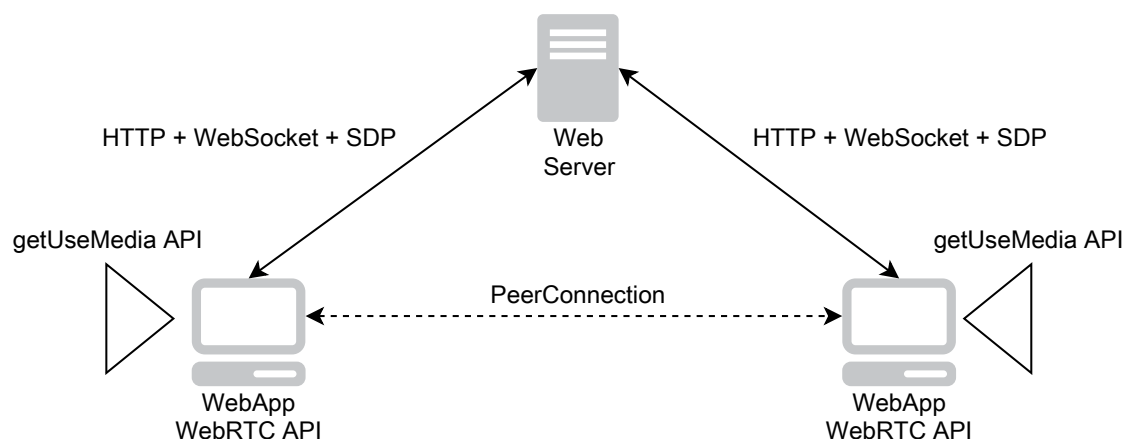 Web
Server
HTTP + WebSocket + SDP
HTTP + WebSocket + SDP
getUseMedia API
getUseMedia API
PeerConnection
WebApp
WebRTC API
WebApp
WebRTC API